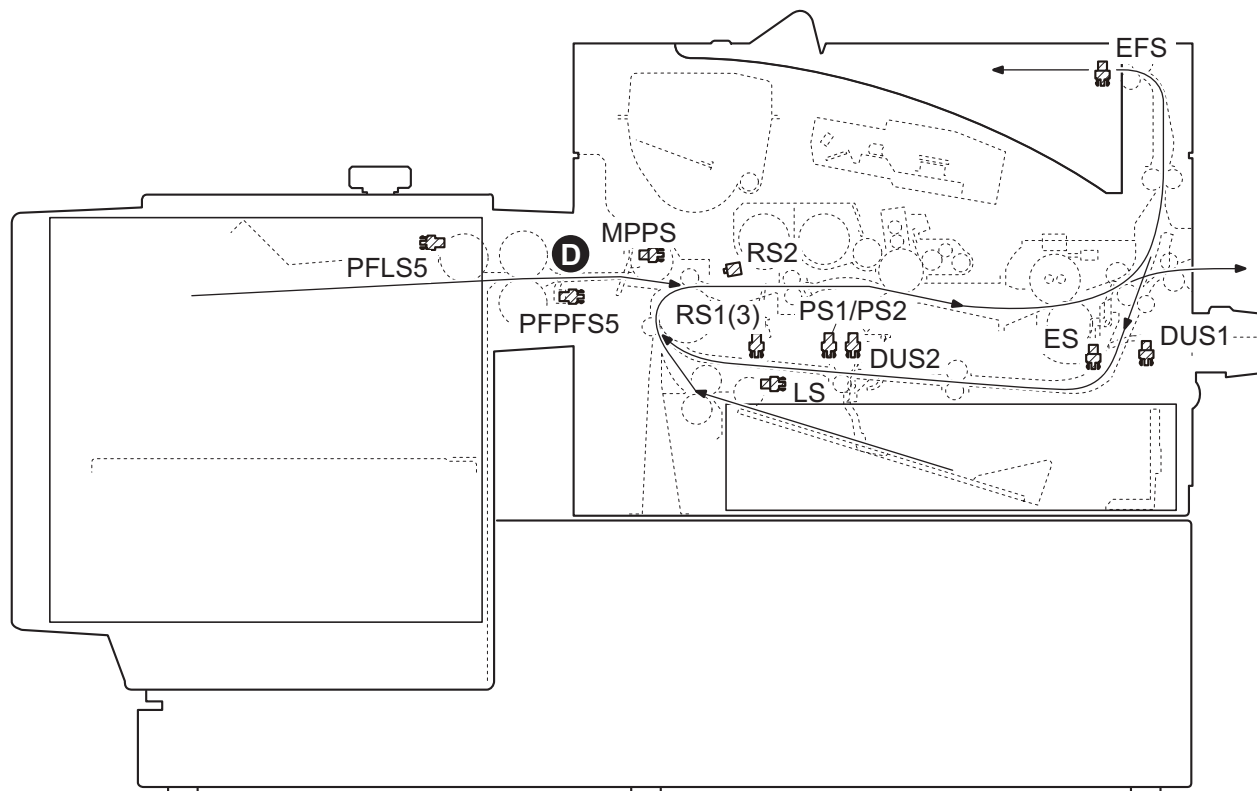 EFS
D
MPPS
RS2
PFLS5
PFPFS5
RS1(3)
PS1/PS2
DUS2
ES
DUS1
LS